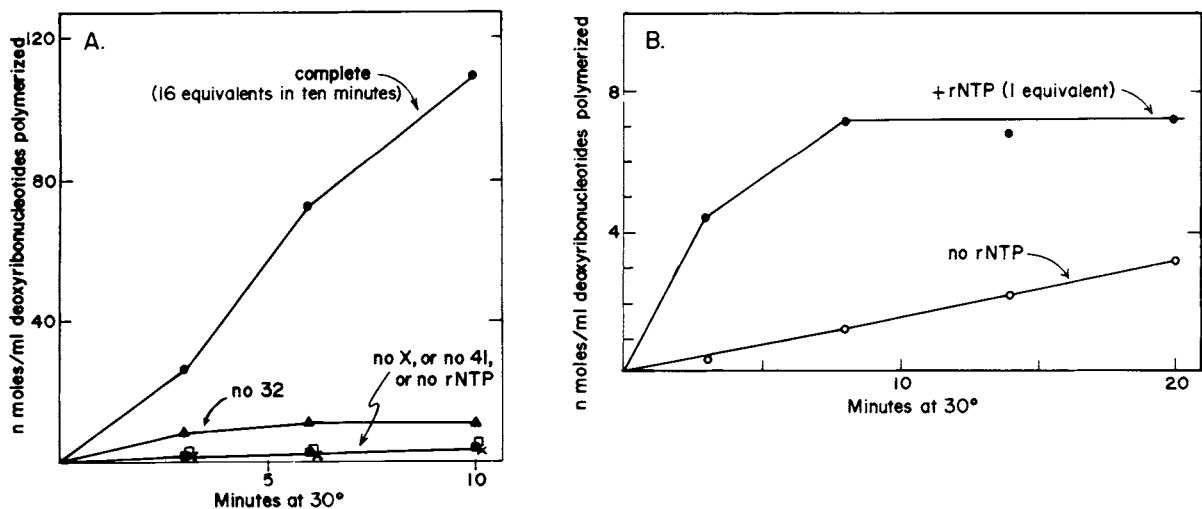 A.
120
80
40
complete
(16 equivalents in ten minutes)
no 32
no X, or no 41,
or no rNTP
5
10
Minutes at 30°
n moles/ml deoxyribonucleotides polymerized
B.
8
4
+rNTP (1 equivalent)
no rNTP
10
20
Minutes at 30°
n moles/ml deoxyribonucleotides polymerized